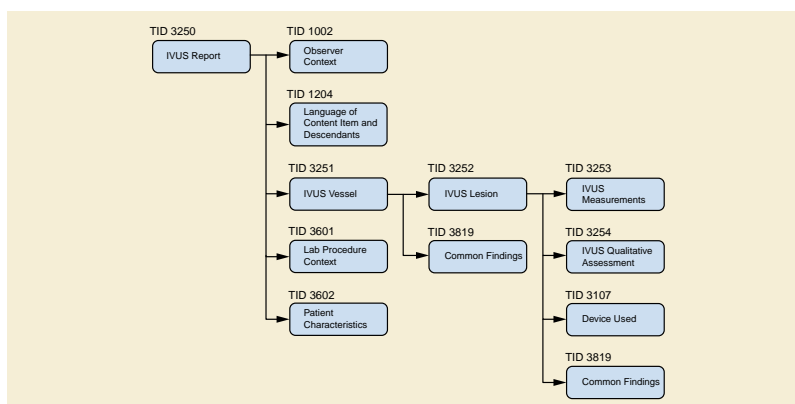 TID 3250
IVUS Report
TID 1002
Observer
Context
TID 1204
Language of
Content Item and
Descendants
TID 3251
IVUS Vessel
TID 3601
Lab Procedure
Context
TID 3602
Patient
Characteristics
TID 3252
IVUS Lesion
TID 3819
Common Findings
TID 3253
IVUS
Measurements
TID 3254
IVUS Qualitative
Assessment
TID 3107
Device Used
TID 3819
Common Findings